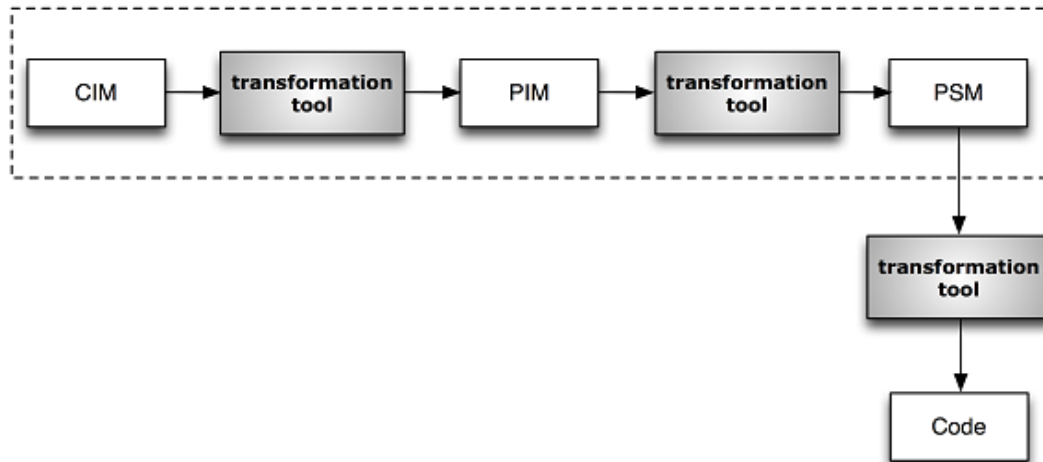 CIM
transformation
tool
PIM
transformation
tool
PSM
transformation
tool
Code